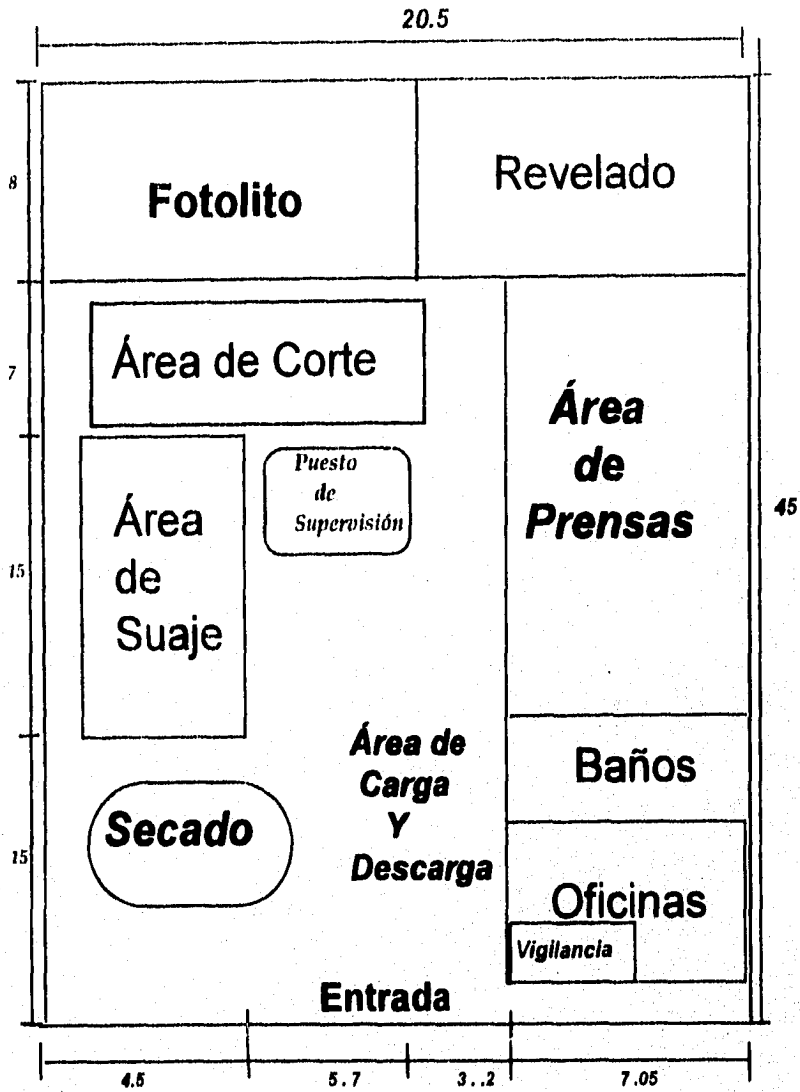 20.5
8
Fotolito
Revelado
7
Área de Corte
Área
de
Prensas
Puesto
de
Supervisión
45
15
Área
de
Suaje
Área de
Carga
Y
Descarga
Baños
15
Secado
Oficinas
Vigilancia
Entrada
4.5
5.7
3..2
7.05